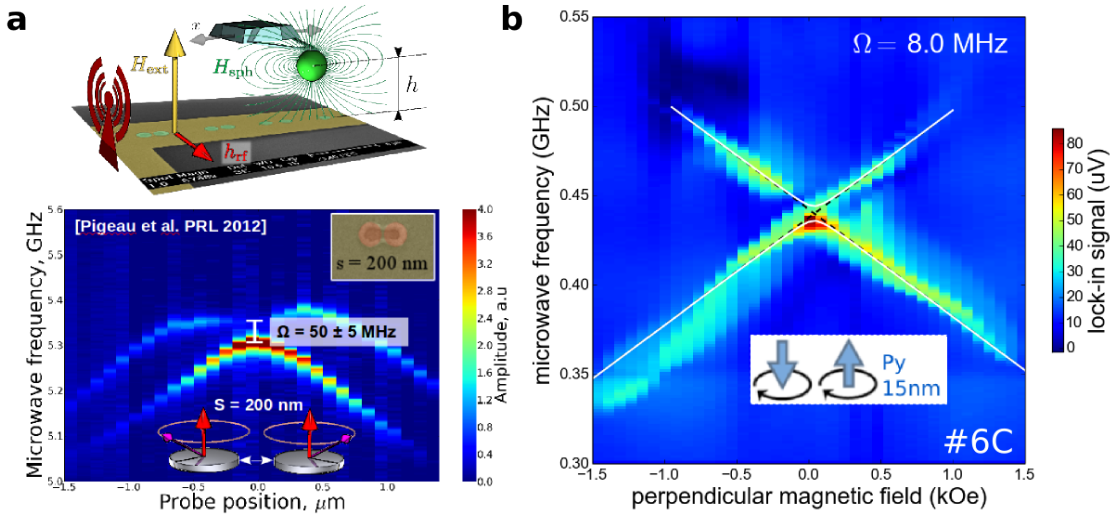 a
x
H_ext
H_sph
h
h_rf
[Pigeau et al. PRL 2012]
s = 200 nm
Ω = 50 ± 5 MHz
S = 200 nm
5.6
5.5
5.4
5.3
5.2
5.1
5.0
Microwave frequency, GHz
−1.5 −1.0 −0.5 0.0 0.5 1.0
Probe position, μm
4.0
3.6
3.2
2.8
2.4
2.0
1.6
1.2
0.8
0.4
0.0
Amplitude, a.u
b
Ω = 8.0 MHz
Py
15nm
#6C
0.55
0.50
0.45
0.40
0.35
0.30
microwave frequency (GHz)
−1.5 −1.0 −0.5 0.0 0.5 1.0 1.5
perpendicular magnetic field (kOe)
80
70
60
50
40
30
20
10
0
lock-in signal (uV)